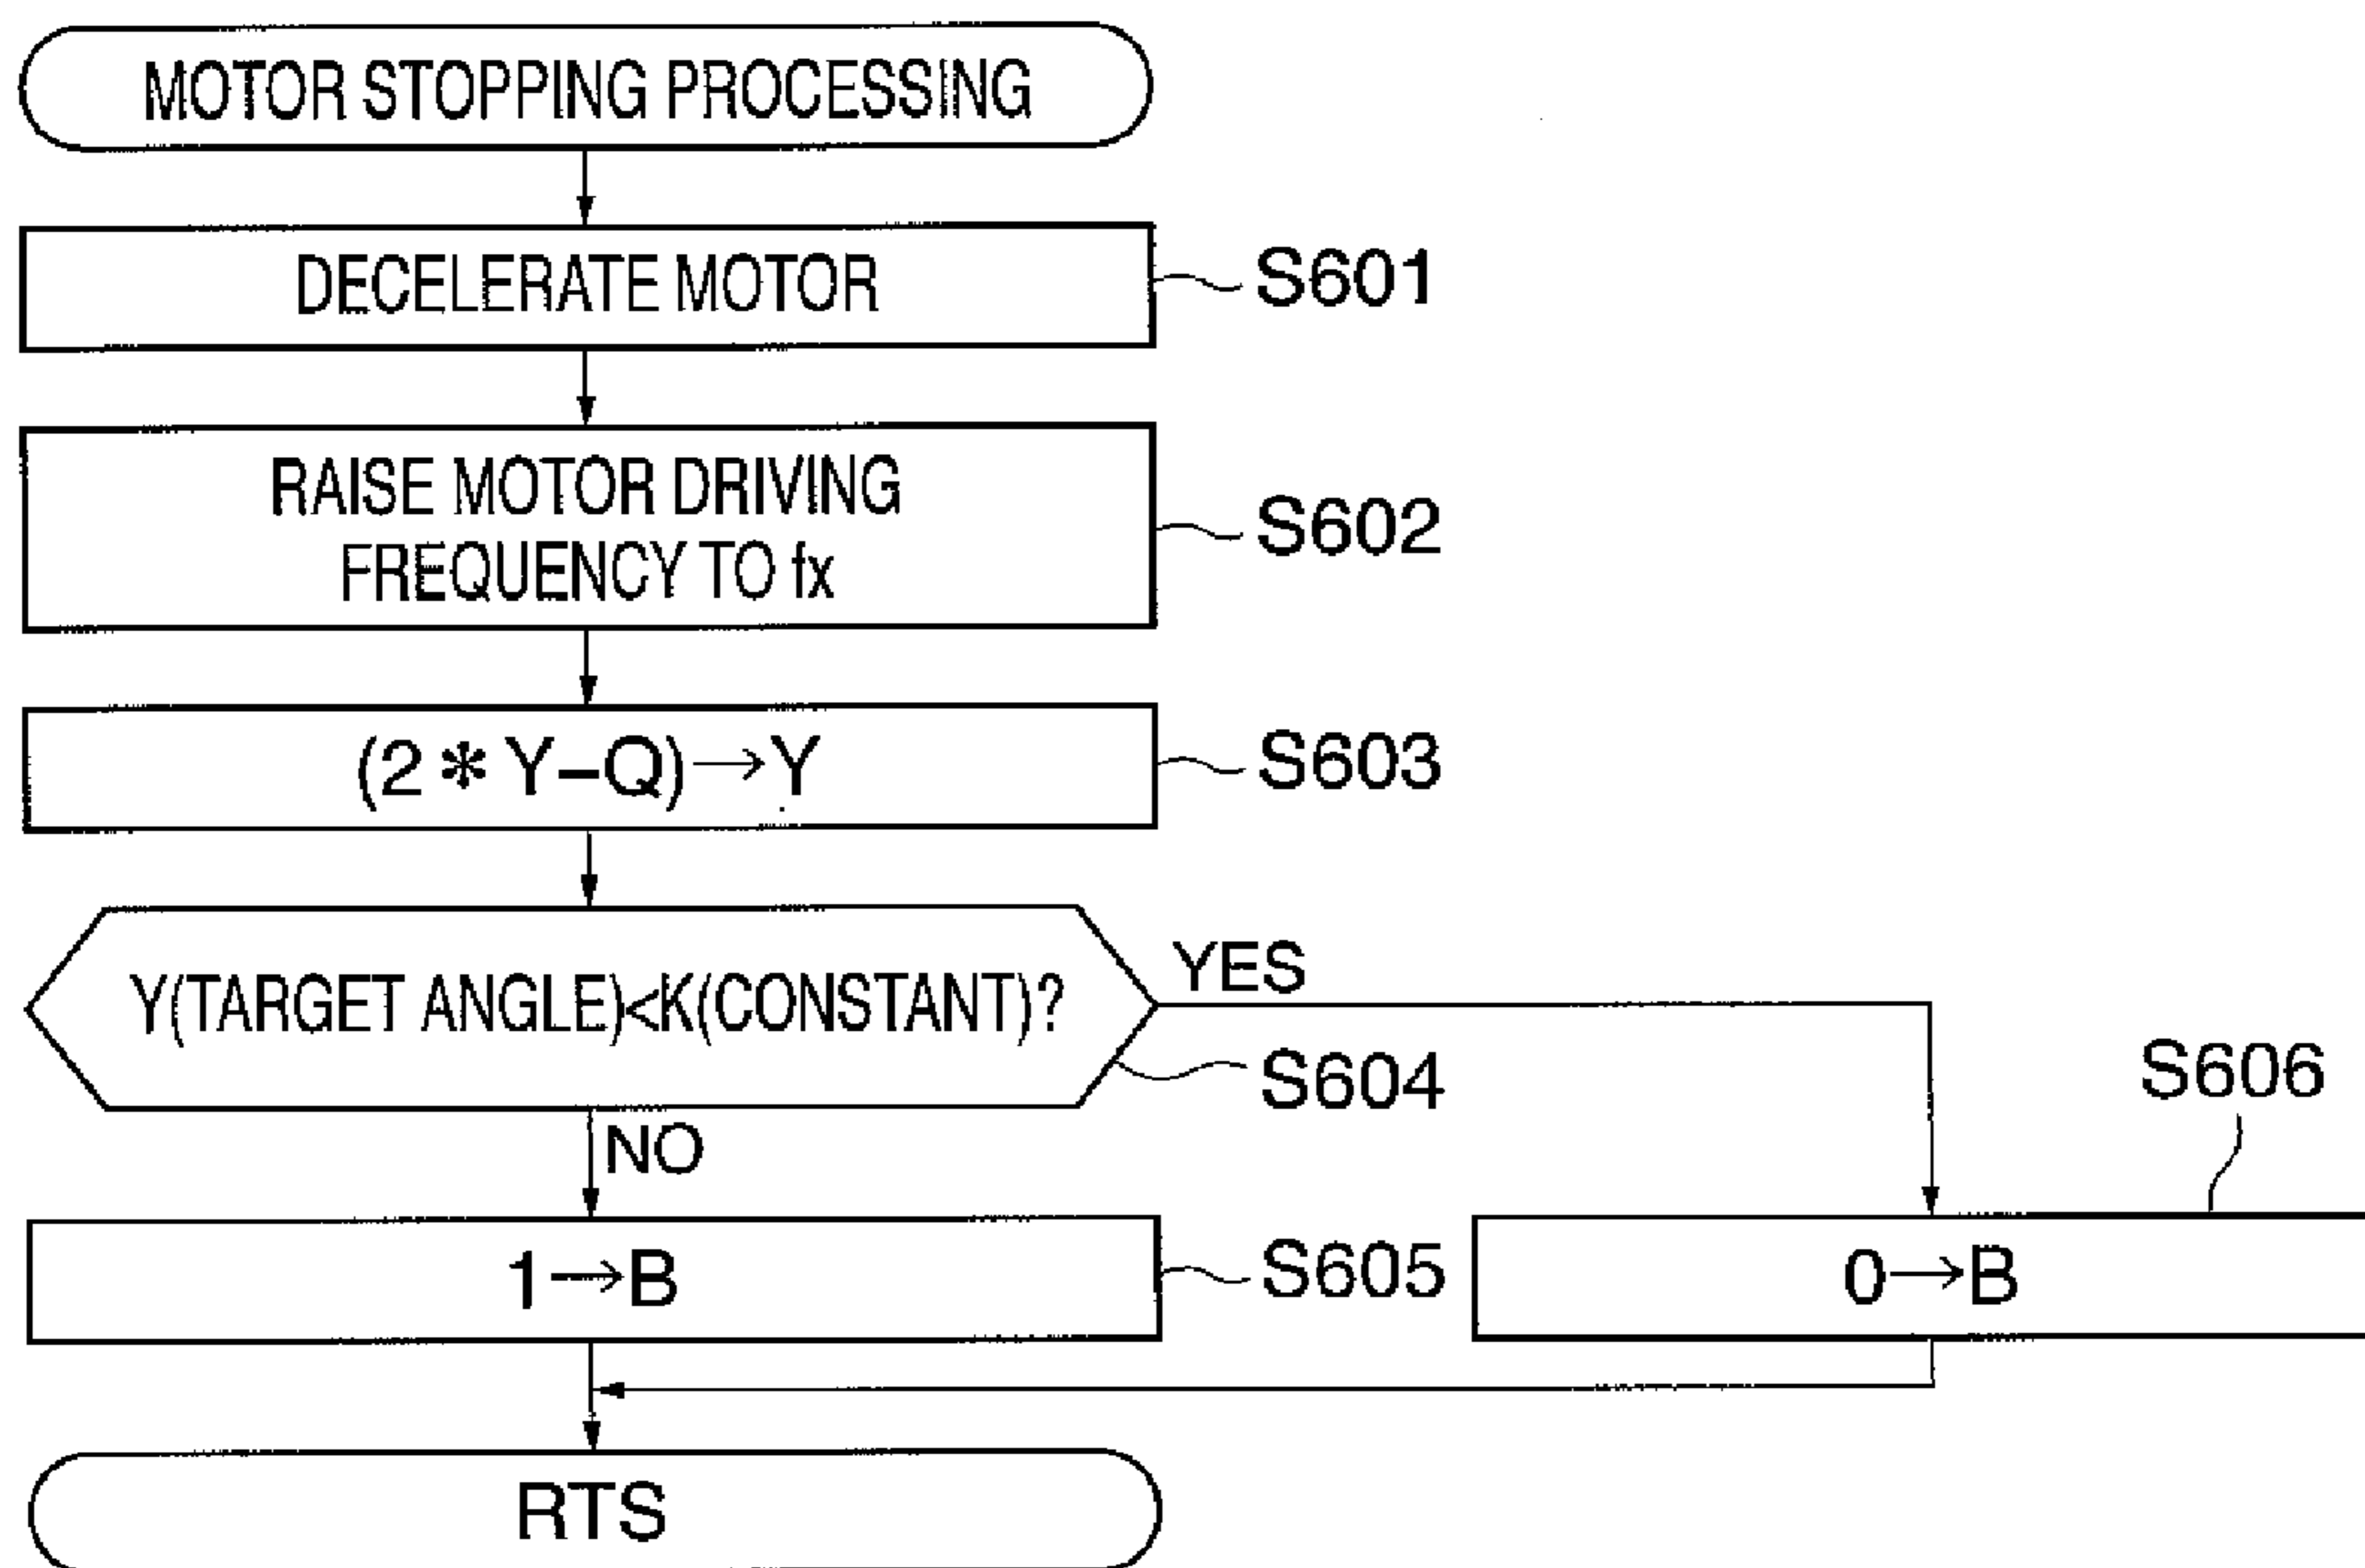 MOTOR STOPPING PROCESSING
DECELERATE MOTOR
S601
RAISE MOTOR DRIVING
FREQUENCY TO fx
S602
(2 * Y−Q)→Y
S603
Y(TARGET ANGLE)<K(CONSTANT)?
YES
S604
NO
S606
1→B
S605
0→B
RTS